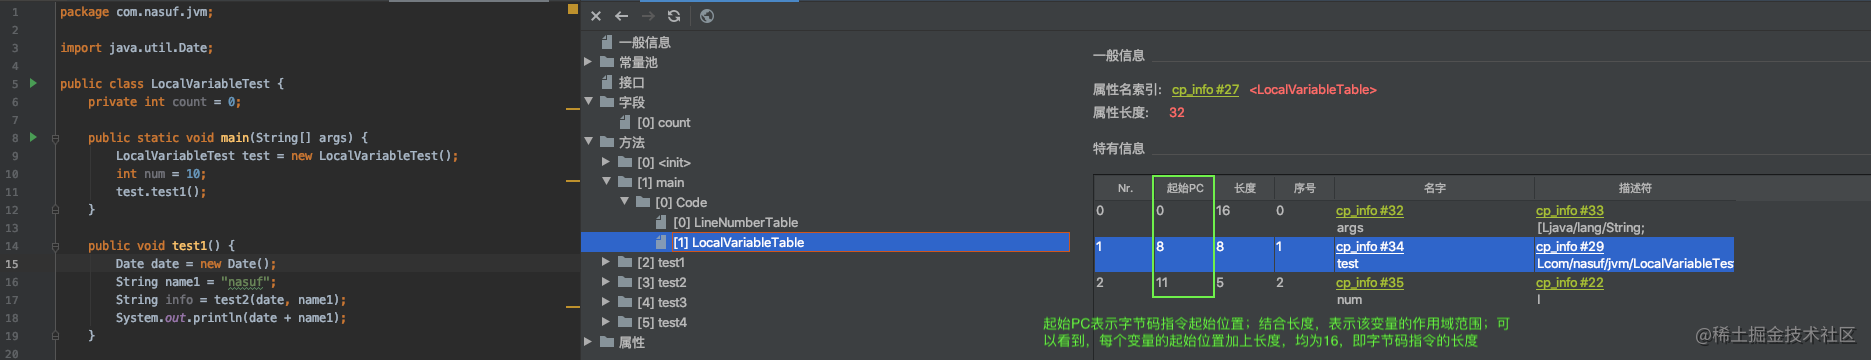 1 package com.nasuf.jvm;
2
3 import java.util.Date;
4
5 public class LocalVariableTest {
6 private int count = 0;
7
8 public static void main(String[] args) {
9 LocalVariableTest test = new LocalVariableTest();
10 int num = 10;
11 test.test1();
12 }
13
14 public void test1() {
15 Date date = new Date();
16 String name1 = "nasuf";
17 String info = test2(date, name1);
18 System.out.println(date + name1);
19 }
20
一般信息
常量池
接口
字段
[0] count
方法
[0] <init>
[1] main
[0] Code
[0] LineNumberTable
[1] LocalVariableTable
[2] test1
[3] test2
[4] test3
[5] test4
属性
一般信息
属性名索引: cp_info #27 <LocalVariableTable>
属性长度: 32
特有信息
Nr. 起始PC 长度 序号 名字 描述符
0 0 16 0 cp_info #32 cp_info #33
args [Ljava/lang/String;
1 8 8 1 cp_info #34 cp_info #29
test Lcom/nasuf/jvm/LocalVariableTes
2 11 5 2 cp_info #35 cp_info #22
num I
起始PC表示字节码指令起始位置；结合长度，表示该变量的作用域范围；可
以看到，每个变量的起始位置加上长度，均为16，即字节码指令的长度
@稀土掘金技术社区